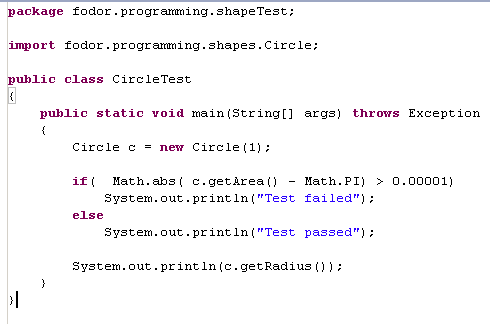 package fodor.programming.shapeTest;
import fodor.programming.shapes.Circle;
public class CircleTest
{
public static void main(String[] args) throws Exception
{
Circle c = new Circle(1);
if(  Math.abs( c.getArea() - Math.PI) > 0.00001)
System.out.println("Test failed");
else
System.out.println("Test passed");
System.out.println(c.getRadius());
}
}